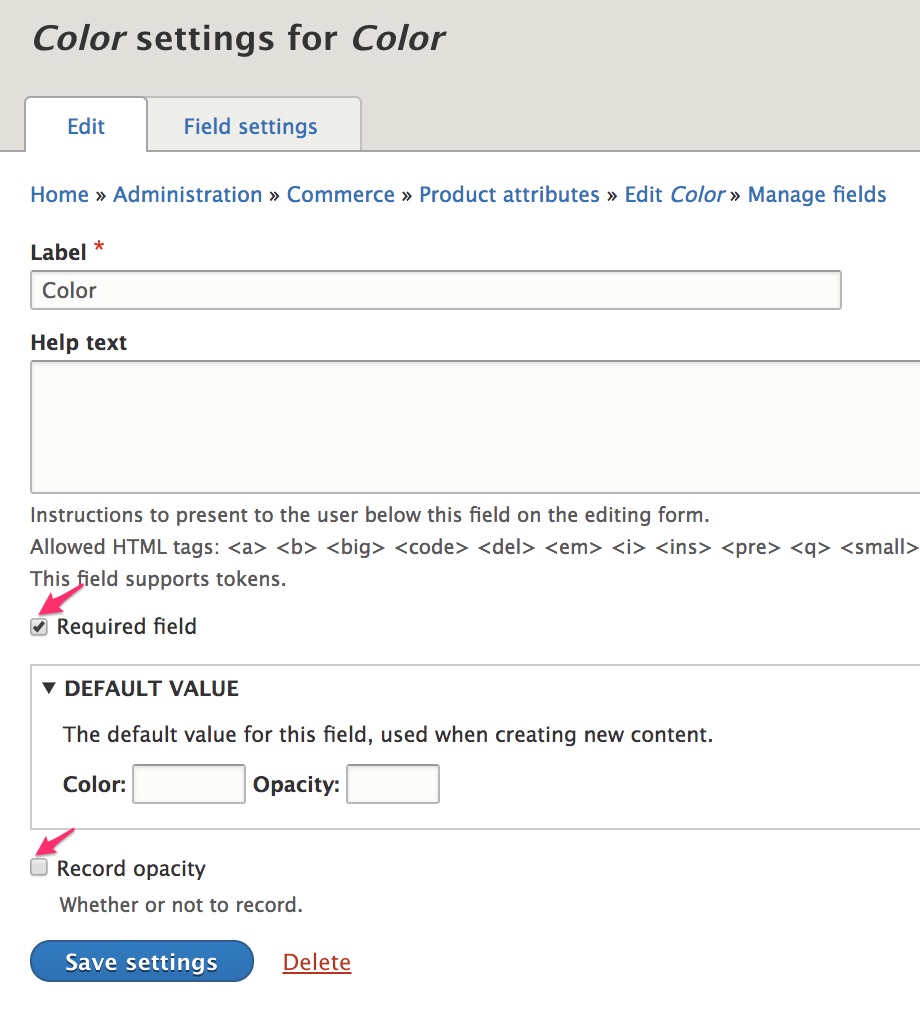 Color settings for Color
Edit
Field settings
Home » Administration » Commerce » Product attributes » Edit Color » Manage fields
Label *
Color
Help text
Instructions to present to the user below this field on the editing form.
Allowed HTML tags: <a> <b> <big> <code> <del> <em> <i> <ins> <pre> <q> <small>
This field supports tokens.
Required field
▼ DEFAULT VALUE
The default value for this field, used when creating new content.
Color: Opacity:
Record opacity
Whether or not to record.
Save settings Delete